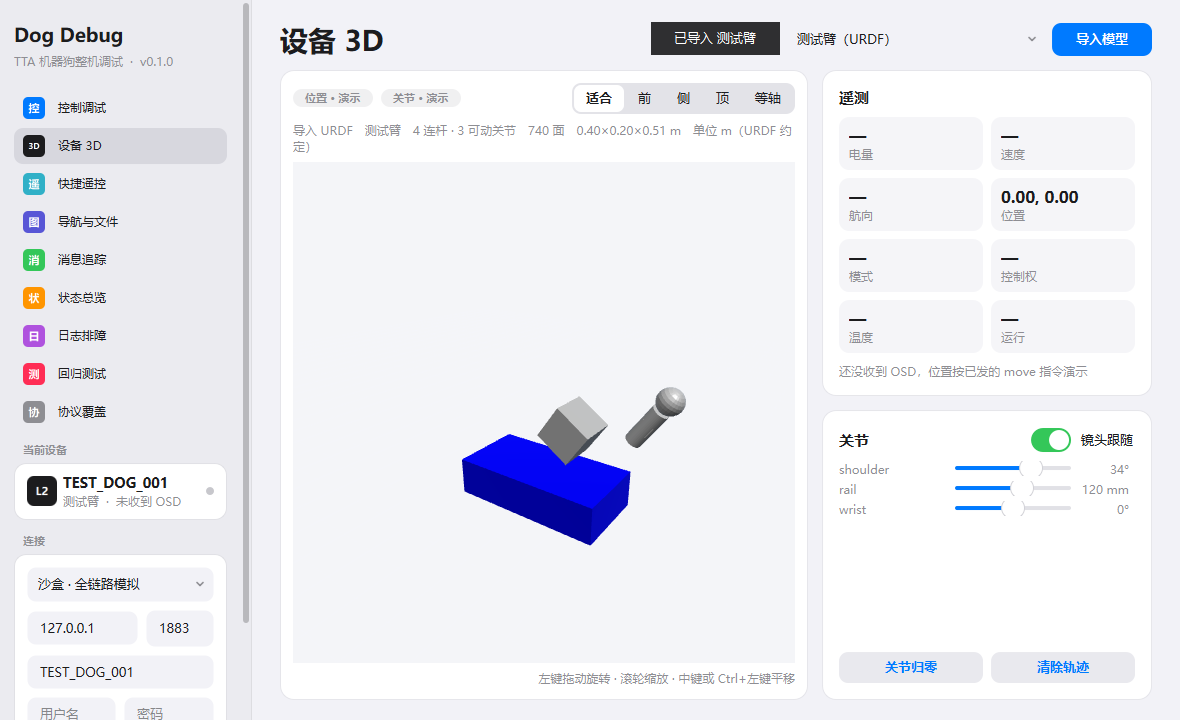 Dog Debug
TTA 机器狗整机调试 · v0.1.0
控 控制调试
3D 设备 3D
遥 快捷遥控
图 导航与文件
消 消息追踪
状 状态总览
日 日志排障
测 回归测试
协 协议覆盖
当前设备
L2 TEST_DOG_001
测试臂 · 未收到 OSD
连接
沙盒 · 全链路模拟
127.0.0.1 1883
TEST_DOG_001
用户名 密码
设备 3D
已导入 测试臂
测试臂（URDF）
导入模型
位置 • 演示 关节 • 演示
适合 前 侧 顶 等轴
导入 URDF 测试臂 4 连杆 · 3 可动关节 740 面 0.40×0.20×0.51 m 单位 m（URDF 约
定）
左键拖动旋转 · 滚轮缩放 · 中键或 Ctrl+左键平移
遥测
— —
电量 速度
— 0.00, 0.00
航向 位置
— —
模式 控制权
— —
温度 运行
还没收到 OSD，位置按已发的 move 指令演示
关节 镜头跟随
shoulder 34°
rail 120 mm
wrist 0°
关节归零 清除轨迹